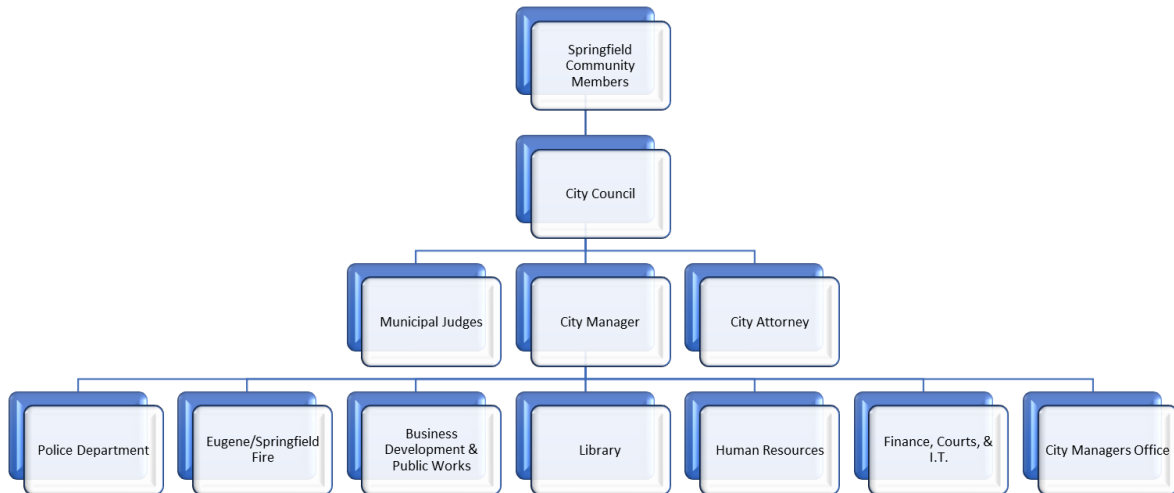 Springfield
Community
Members
City Council
Municipal Judges
City Manager
City Attorney
Police Department
Eugene/Springfield
Fire
Business
Development &
Public Works
Library
Human Resources
Finance, Courts, &
I.T.
City Managers Office